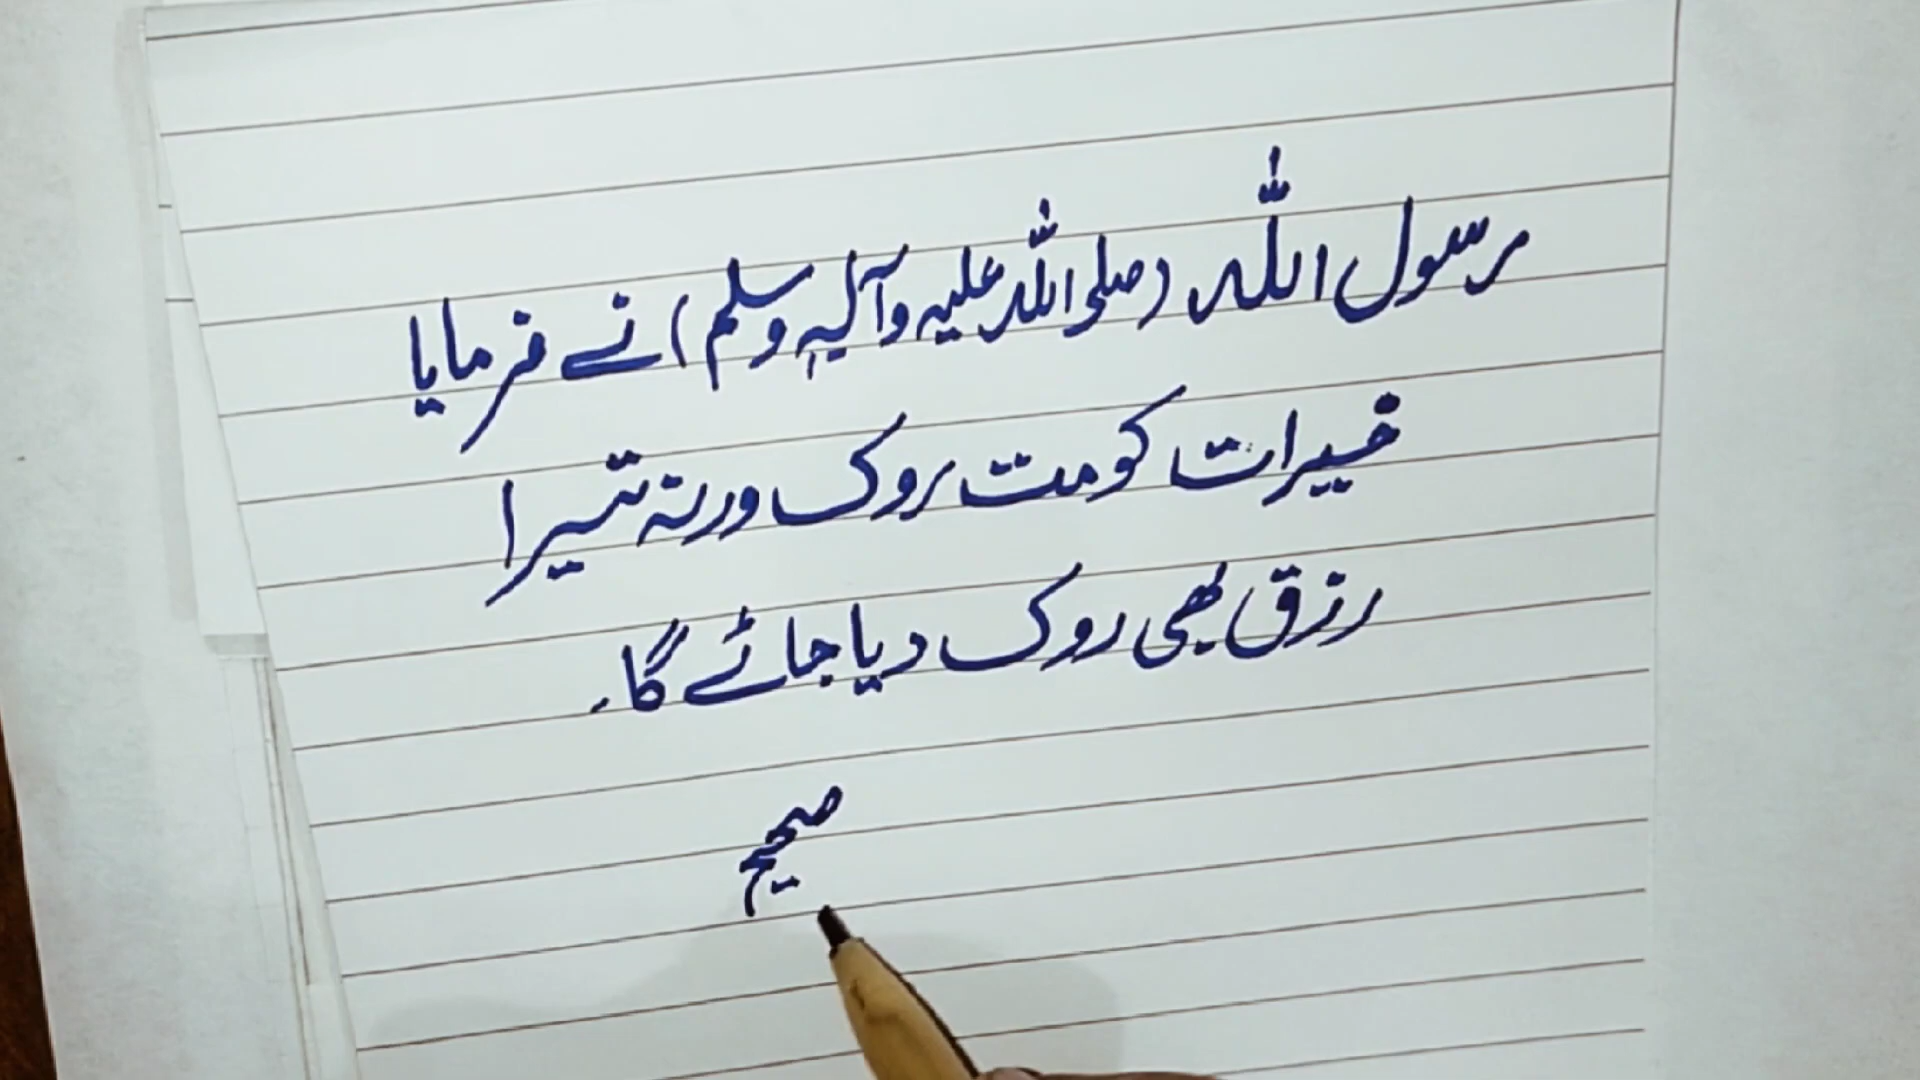 رسول اللہ (صلی اللہ علیہ وآلہٖ وسلم) نے فرمایا
خیرات کو مت روک ورنہ تیرا
رزق بھی روک دیا جائے گا۔
صحیح